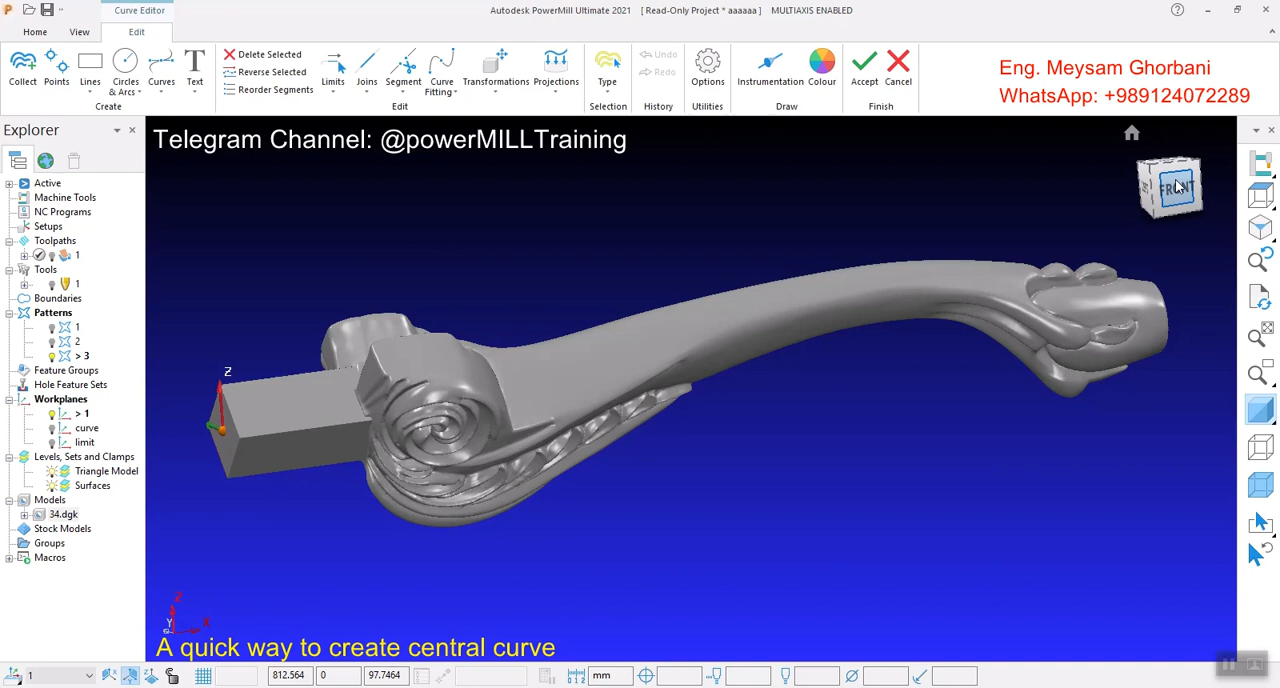 Curve Editor
Autodesk PowerMill Ultimate 2021 [ Read-Only Project * aaaaaa ] MULTIAXIS ENABLED
Home View Edit
Collect Points Lines Circles & Arcs Curves Text
Delete Selected
Reverse Selected
Reorder Segments
Limits Joins Segment Curve Fitting Transformations Projections Type
Undo
Redo
Options Instrumentation Colour Accept Cancel
Create Edit Selection History Utilities Draw Finish
Eng. Meysam Ghorbani
WhatsApp: +989124072289
Explorer
Telegram Channel: @powerMILLTraining
FRONT
Active
Machine Tools
NC Programs
Setups
Toolpaths
1
Tools
1
Boundaries
Patterns
1
2
> 3
Feature Groups
Hole Feature Sets
Workplanes
> 1
curve
limit
Levels, Sets and Clamps
Triangle Model
Surfaces
Models
34.dgk
Stock Models
Groups
Macros
Z
Z
Y
X
A quick way to create central curve
1 812.564 0 97.7464 mm